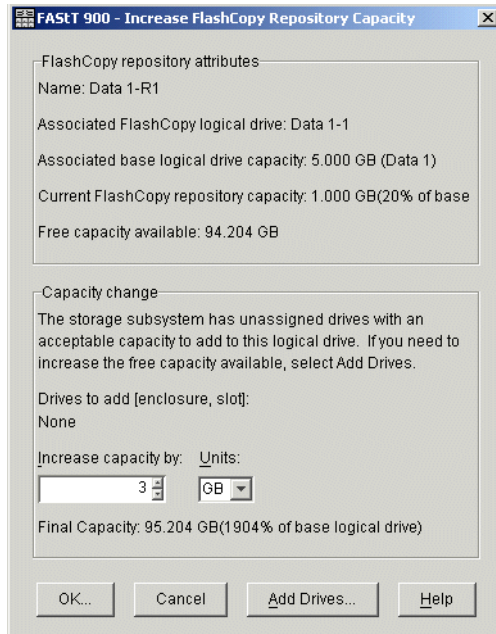 FAStT 900 - Increase FlashCopy Repository Capacity
FlashCopy repository attributes
Name: Data 1-R1
Associated FlashCopy logical drive: Data 1-1
Associated base logical drive capacity: 5.000 GB (Data 1)
Current FlashCopy repository capacity: 1.000 GB(20% of base
Free capacity available: 94.204 GB
Capacity change
The storage subsystem has unassigned drives with an
acceptable capacity to add to this logical drive. If you need to
increase the free capacity available, select Add Drives.
Drives to add [enclosure, slot]:
None
Increase capacity by: Units:
3 GB
Final Capacity: 95.204 GB(1904% of base logical drive)
OK... Cancel Add Drives... Help